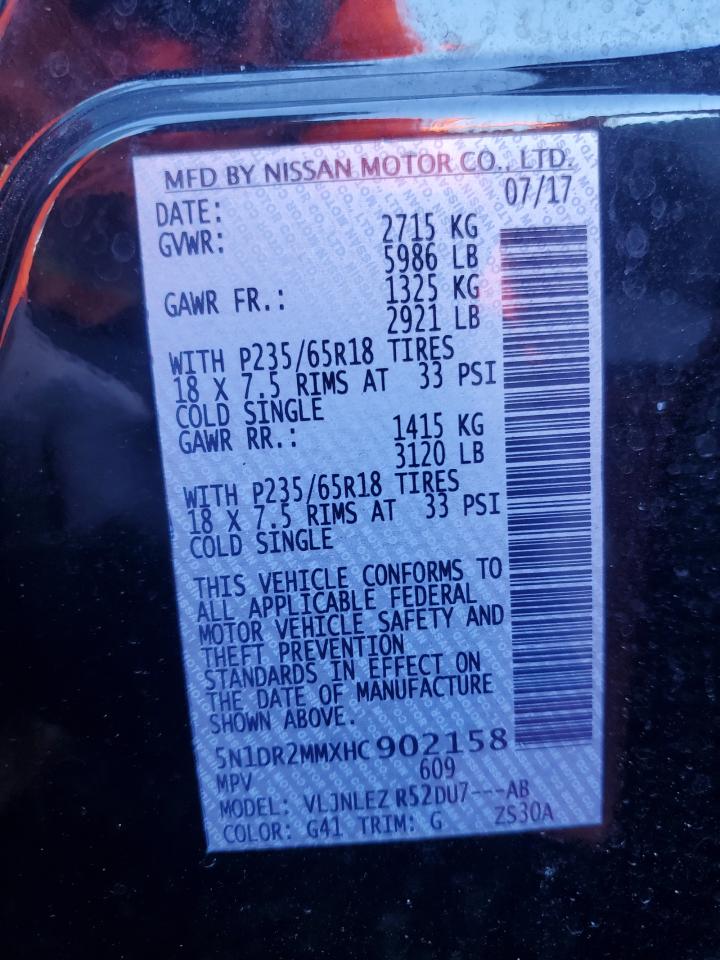 MFD BY NISSAN MOTOR CO., LTD.
DATE: 07/17
GVWR: 2715 KG
5986 LB
GAWR FR.: 1325 KG
2921 LB
WITH P235/65R18 TIRES
18 X 7.5 RIMS AT 33 PSI
COLD SINGLE
GAWR RR.: 1415 KG
3120 LB
WITH P235/65R18 TIRES
18 X 7.5 RIMS AT 33 PSI
COLD SINGLE
THIS VEHICLE CONFORMS TO
ALL APPLICABLE FEDERAL
MOTOR VEHICLE SAFETY AND
THEFT PREVENTION
STANDARDS IN EFFECT ON
THE DATE OF MANUFACTURE
SHOWN ABOVE.
5N1DR2MMXHC902158
MPV 609
MODEL: VLJNLEZ R52DU7---AB
COLOR: G41 TRIM: G ZS30A